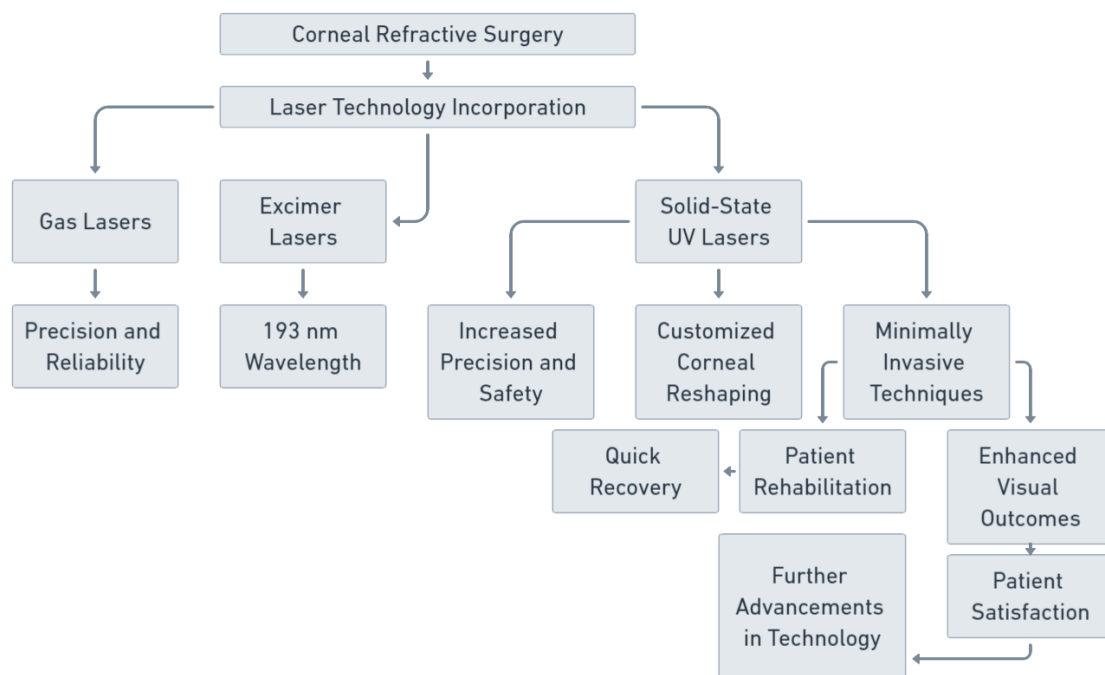 Corneal Refractive Surgery
Laser Technology Incorporation
Gas Lasers
Excimer
Lasers
Solid-State
UV Lasers
Precision and
Reliability
193 nm
Wavelength
Increased
Precision and
Safety
Customized
Corneal
Reshaping
Minimally
Invasive
Techniques
Quick
Recovery
Patient
Rehabilitation
Enhanced
Visual
Outcomes
Further
Advancements
in Technology
Patient
Satisfaction